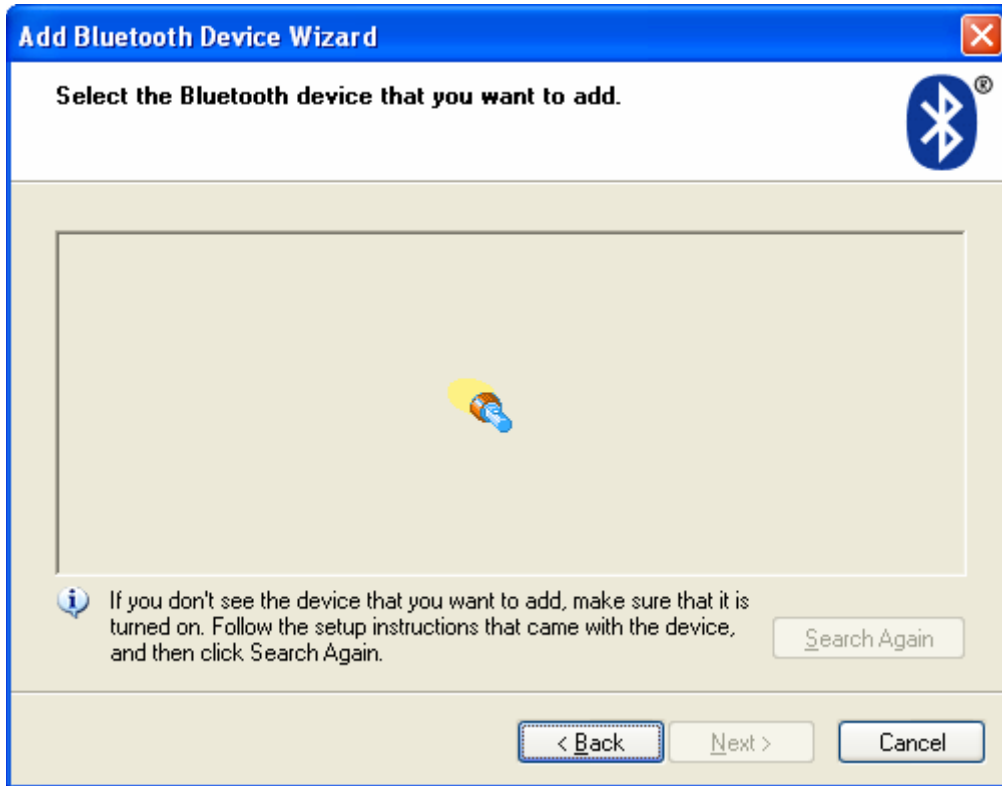 Add Bluetooth Device Wizard
Select the Bluetooth device that you want to add.
®
If you don't see the device that you want to add, make sure that it is
turned on. Follow the setup instructions that came with the device,
and then click Search Again.
Search Again
< Back
Next >
Cancel